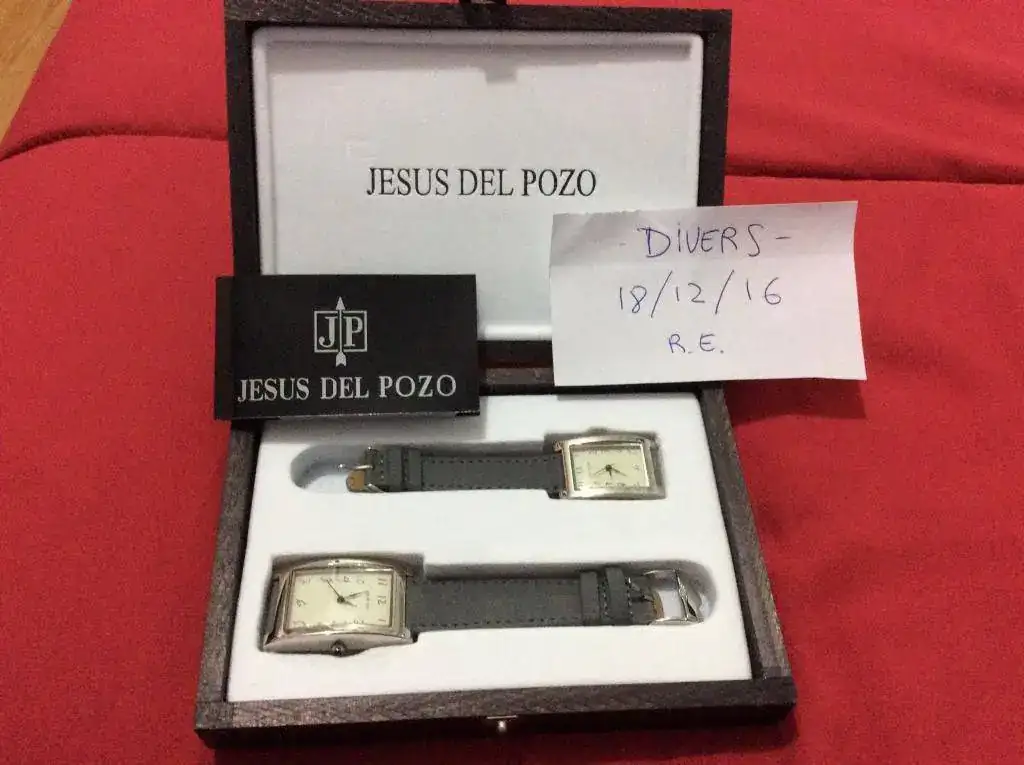 JESUS DEL POZO
- DIVERS -
18/12/16
R.E.
JP
JESUS DEL POZO